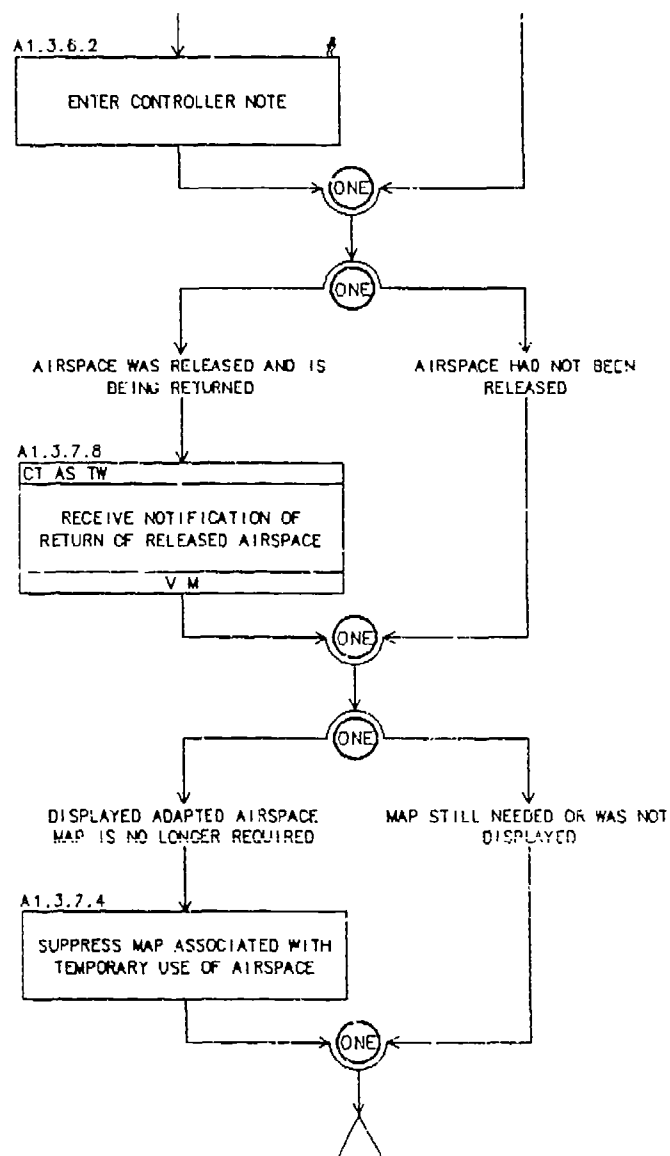 A1.3.6.2
ENTER CONTROLLER NOTE
ONE
ONE
AIRSPACE WAS RELEASED AND IS
BEING RETURNED
AIRSPACE HAD NOT BEEN
RELEASED
A1.3.7.8
CT AS TW
RECEIVE NOTIFICATION OF
RETURN OF RELEASED AIRSPACE
V M
ONE
ONE
DISPLAYED ADAPTED AIRSPACE
MAP IS NO LONGER REQUIRED
MAP STILL NEEDED OR WAS NOT
DISPLAYED
A1.3.7.4
SUPPRESS MAP ASSOCIATED WITH
TEMPORARY USE OF AIRSPACE
ONE